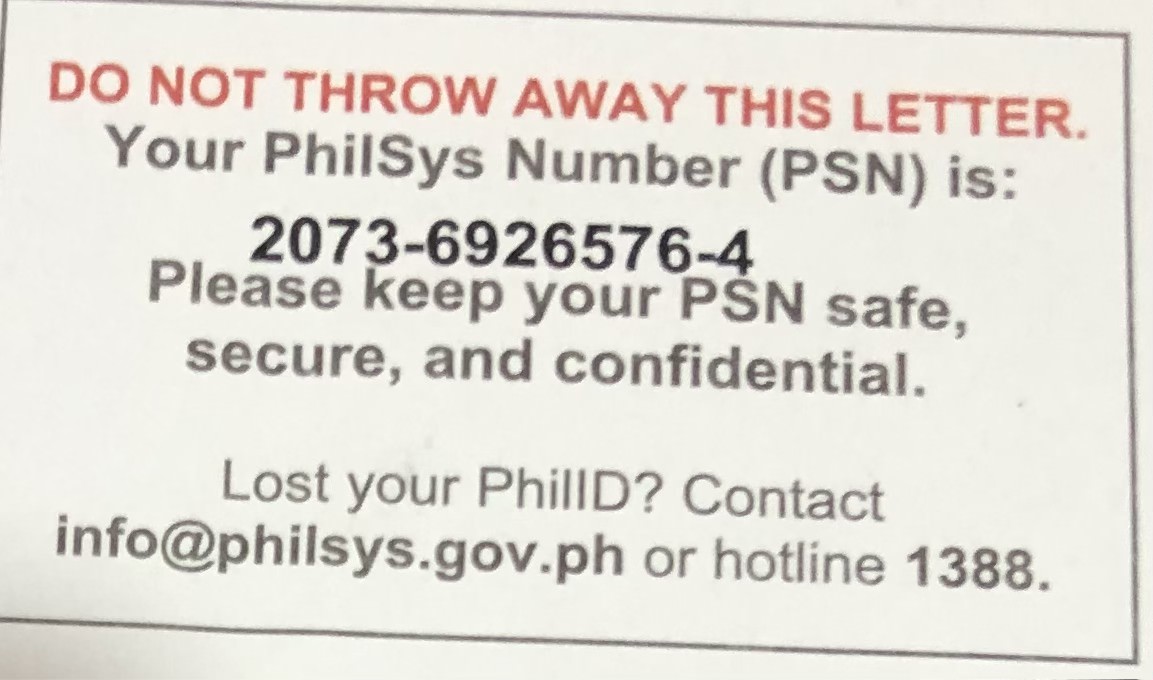 DO NOT THROW AWAY THIS LETTER.
Your PhilSys Number (PSN) is:
2073-6926576-4
Please keep your PSN safe,
secure, and confidential.
Lost your PhilID? Contact
info@philsys.gov.ph or hotline 1388.